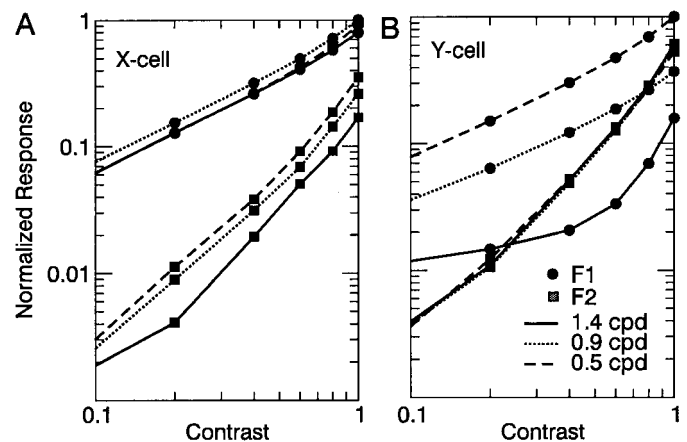 A
X-cell
Normalized Response
1
0.1
0.01
0.1
1
Contrast
B
Y-cell
F1
F2
1.4 cpd
0.9 cpd
0.5 cpd
0.1
1
Contrast